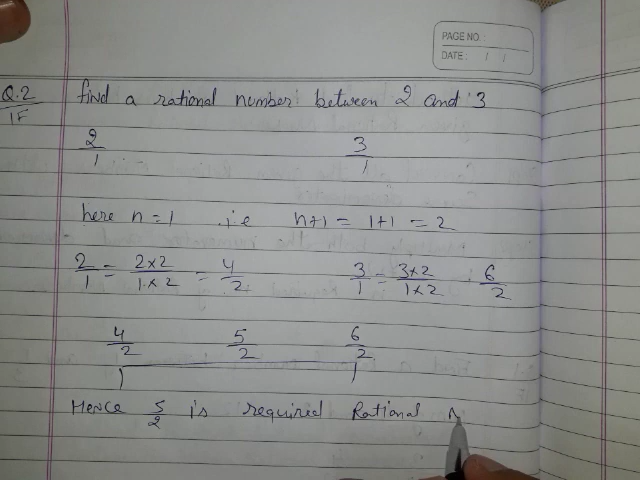 PAGE NO.:
DATE: / /
Q.2 find a rational number between 2 and 3
1F
2/1 3/1
here n = 1 i.e n+1 = 1+1 = 2
2/1 = 2×2/1×2 = 4/2 3/1 = 3×2/1×2 6/2
4/2 5/2 6/2
Hence 5/2 is required Rational N